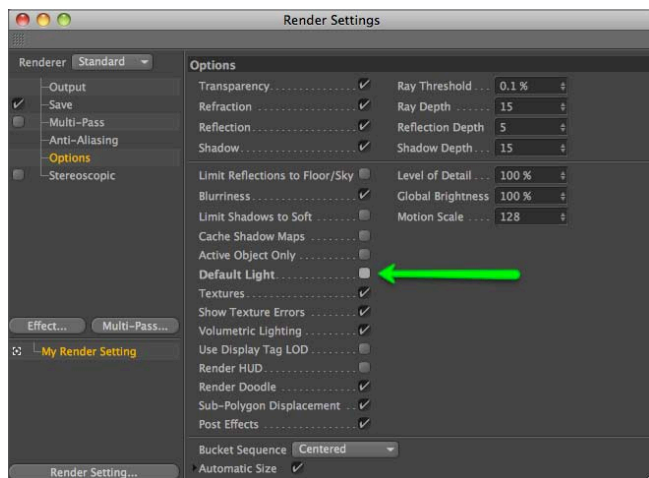 Render Settings
Renderer Standard
Output
Save
Multi-Pass
Anti-Aliasing
Options
Stereoscopic
Effect... Multi-Pass...
My Render Setting
Render Setting...
Options
Transparency Ray Threshold 0.1 %
Refraction Ray Depth 15
Reflection Reflection Depth 5
Shadow Shadow Depth 15
Limit Reflections to Floor/Sky Level of Detail 100 %
Blurriness Global Brightness 100 %
Limit Shadows to Soft Motion Scale 128
Cache Shadow Maps
Active Object Only
Default Light
Textures
Show Texture Errors
Volumetric Lighting
Use Display Tag LOD
Render HUD
Render Doodle
Sub-Polygon Displacement
Post Effects
Bucket Sequence Centered
Automatic Size